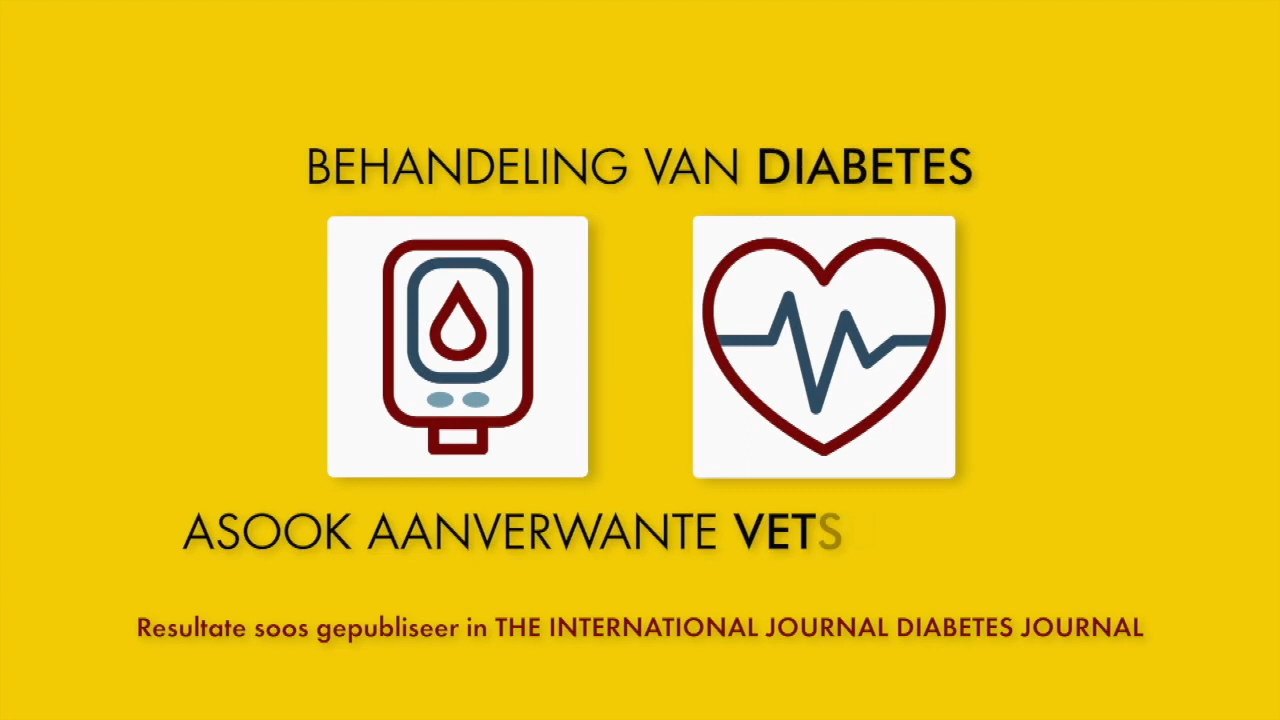 BEHANDELING VAN DIABETES
ASOOK AANVERWANTE VETS
Resultate soos gepubliseer in THE INTERNATIONAL JOURNAL DIABETES JOURNAL